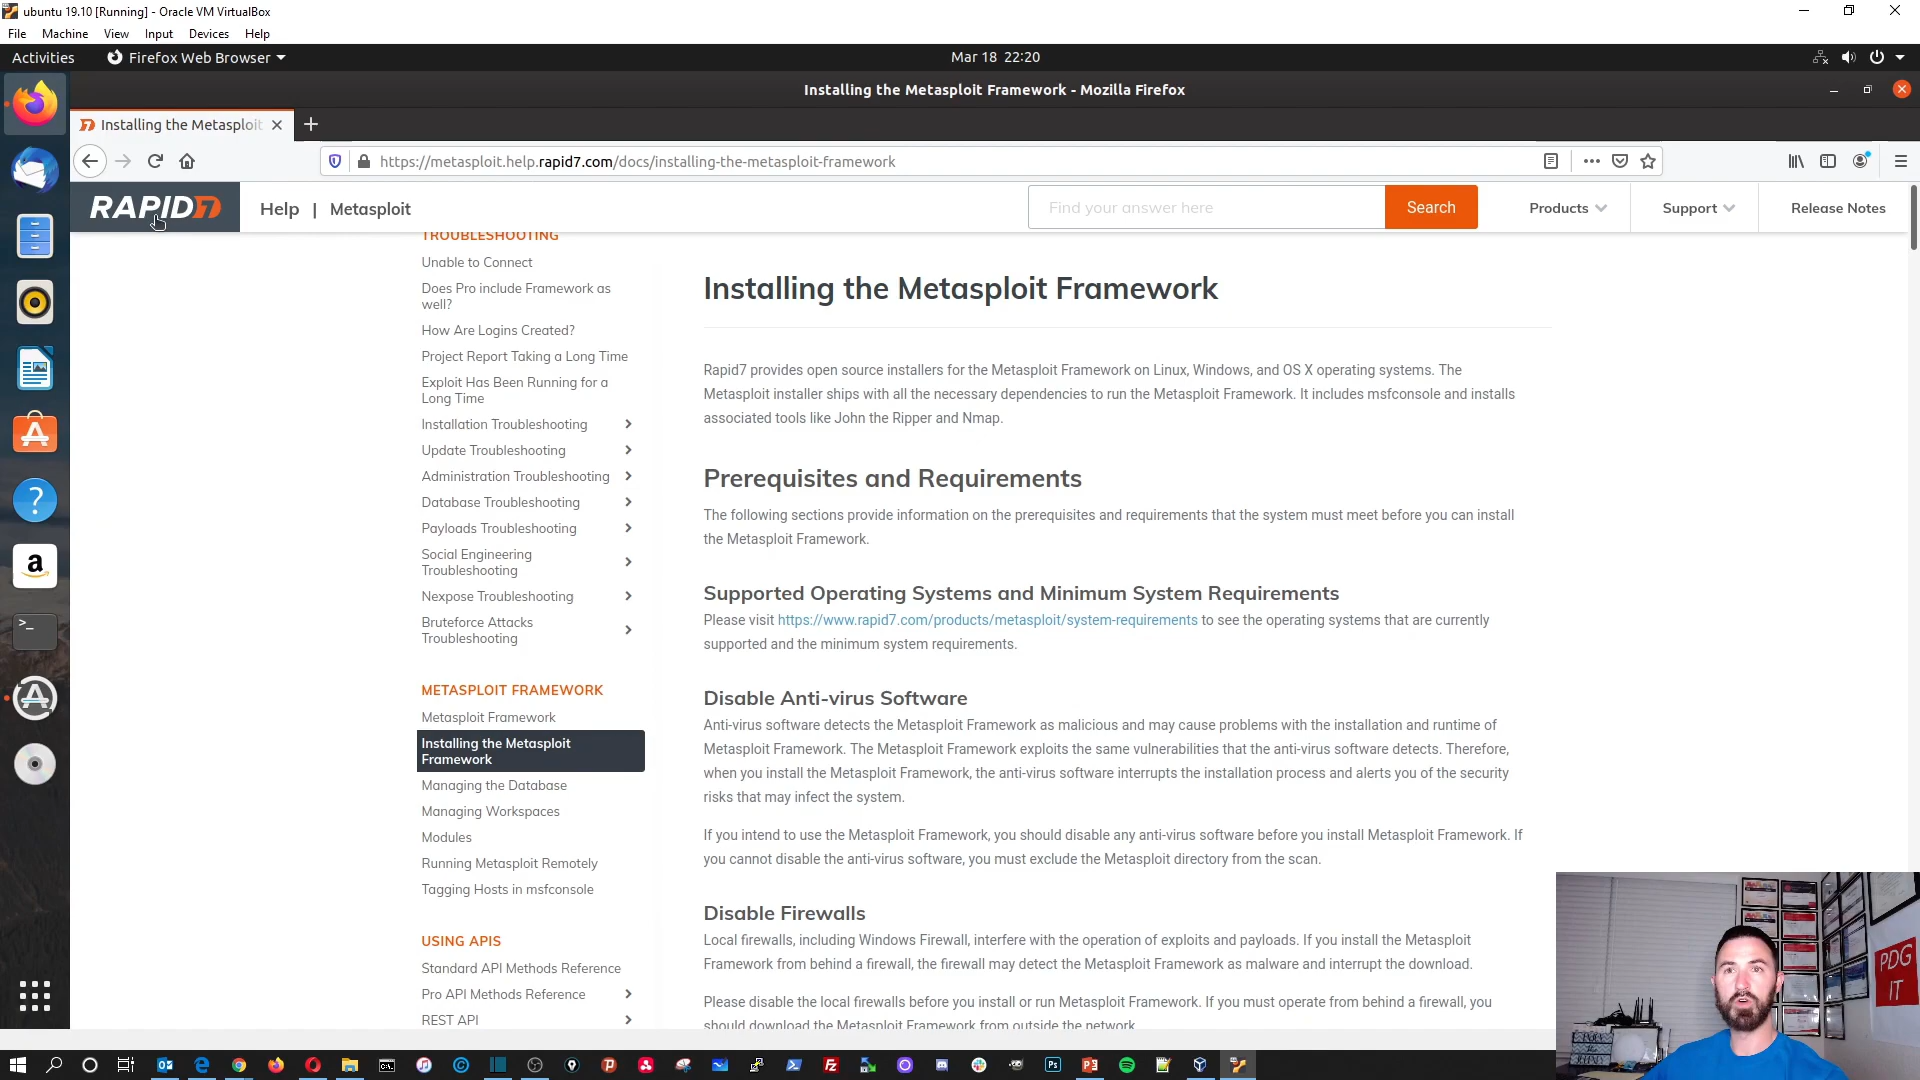 ubuntu 19.10 [Running] - Oracle VM VirtualBox
File Machine View Input Devices Help
Activities Firefox Web Browser Mar 18 22:20
Installing the Metasploit Framework - Mozilla Firefox
Installing the Metasploit
https://metasploit.help.rapid7.com/docs/installing-the-metasploit-framework
RAPID7 Help | Metasploit Find your answer here Search Products Support Release Notes
TROUBLESHOOTING
Unable to Connect
Does Pro include Framework as
well?
How Are Logins Created?
Project Report Taking a Long Time
Exploit Has Been Running for a
Long Time
Installation Troubleshooting
Update Troubleshooting
Administration Troubleshooting
Database Troubleshooting
Payloads Troubleshooting
Social Engineering
Troubleshooting
Nexpose Troubleshooting
Bruteforce Attacks
Troubleshooting
METASPLOIT FRAMEWORK
Metasploit Framework
Installing the Metasploit
Framework
Managing the Database
Managing Workspaces
Modules
Running Metasploit Remotely
Tagging Hosts in msfconsole
USING APIS
Standard API Methods Reference
Pro API Methods Reference
REST API
Installing the Metasploit Framework
Rapid7 provides open source installers for the Metasploit Framework on Linux, Windows, and OS X operating systems. The
Metasploit installer ships with all the necessary dependencies to run the Metasploit Framework. It includes msfconsole and installs
associated tools like John the Ripper and Nmap.
Prerequisites and Requirements
The following sections provide information on the prerequisites and requirements that the system must meet before you can install
the Metasploit Framework.
Supported Operating Systems and Minimum System Requirements
Please visit https://www.rapid7.com/products/metasploit/system-requirements to see the operating systems that are currently
supported and the minimum system requirements.
Disable Anti-virus Software
Anti-virus software detects the Metasploit Framework as malicious and may cause problems with the installation and runtime of
Metasploit Framework. The Metasploit Framework exploits the same vulnerabilities that the anti-virus software detects. Therefore,
when you install the Metasploit Framework, the anti-virus software interrupts the installation process and alerts you of the security
risks that may infect the system.
If you intend to use the Metasploit Framework, you should disable any anti-virus software before you install Metasploit Framework. If
you cannot disable the anti-virus software, you must exclude the Metasploit directory from the scan.
Disable Firewalls
Local firewalls, including Windows Firewall, interfere with the operation of exploits and payloads. If you install the Metasploit
Framework from behind a firewall, the firewall may detect the Metasploit Framework as malware and interrupt the download.
Please disable the local firewalls before you install or run Metasploit Framework. If you must operate from behind a firewall, you
should download the Metasploit Framework from outside the network.
PDG
IT